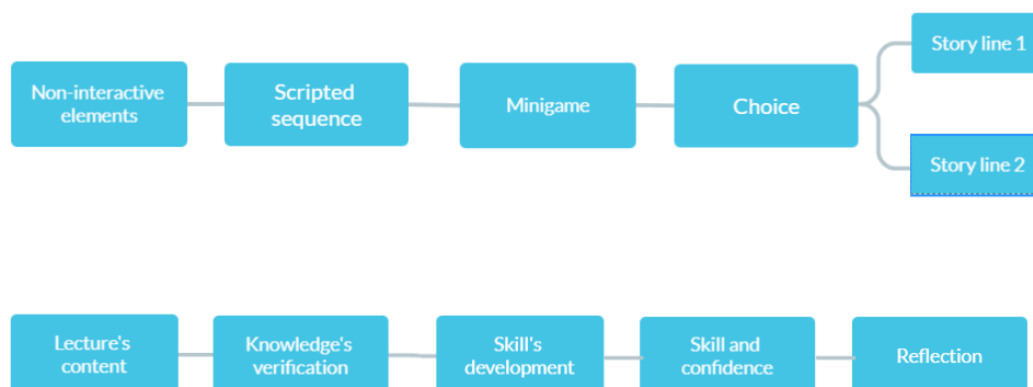 Non-interactive
elements
Scripted
sequence
Minigame
Choice
Story line 1
Story line 2
Lecture's
content
Knowledge's
verification
Skill's
development
Skill and
confidence
Reflection